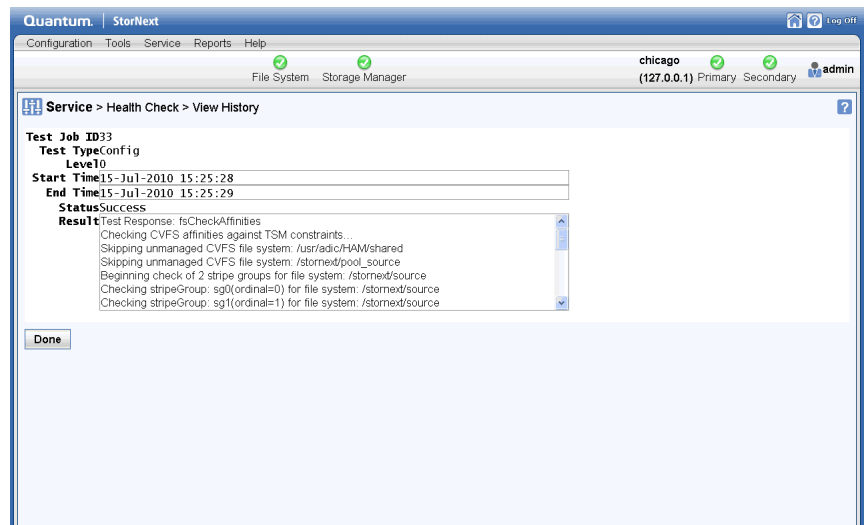 Quantum. StorNext Log Off
Configuration Tools Service Reports Help
File System Storage Manager
chicago
(127.0.0.1) Primary Secondary
admin
Service > Health Check > View History
?
Test Job ID33
Test TypeConfig
Level0
Start Time15-Jul-2010 15:25:28
End Time15-Jul-2010 15:25:29
StatusSuccess
ResultTest Response: fsCheckAffinities
Checking CVFS affinities against TSM constraints...
Skipping unmanaged CVFS file system: /usr/adic/HAM/shared
Skipping unmanaged CVFS file system: /stornext/pool_source
Beginning check of 2 stripe groups for file system: /stornext/source
Checking stripeGroup: sg0(ordinal=0) for file system: /stornext/source
Checking stripeGroup: sg1(ordinal=1) for file system: /stornext/source
Done